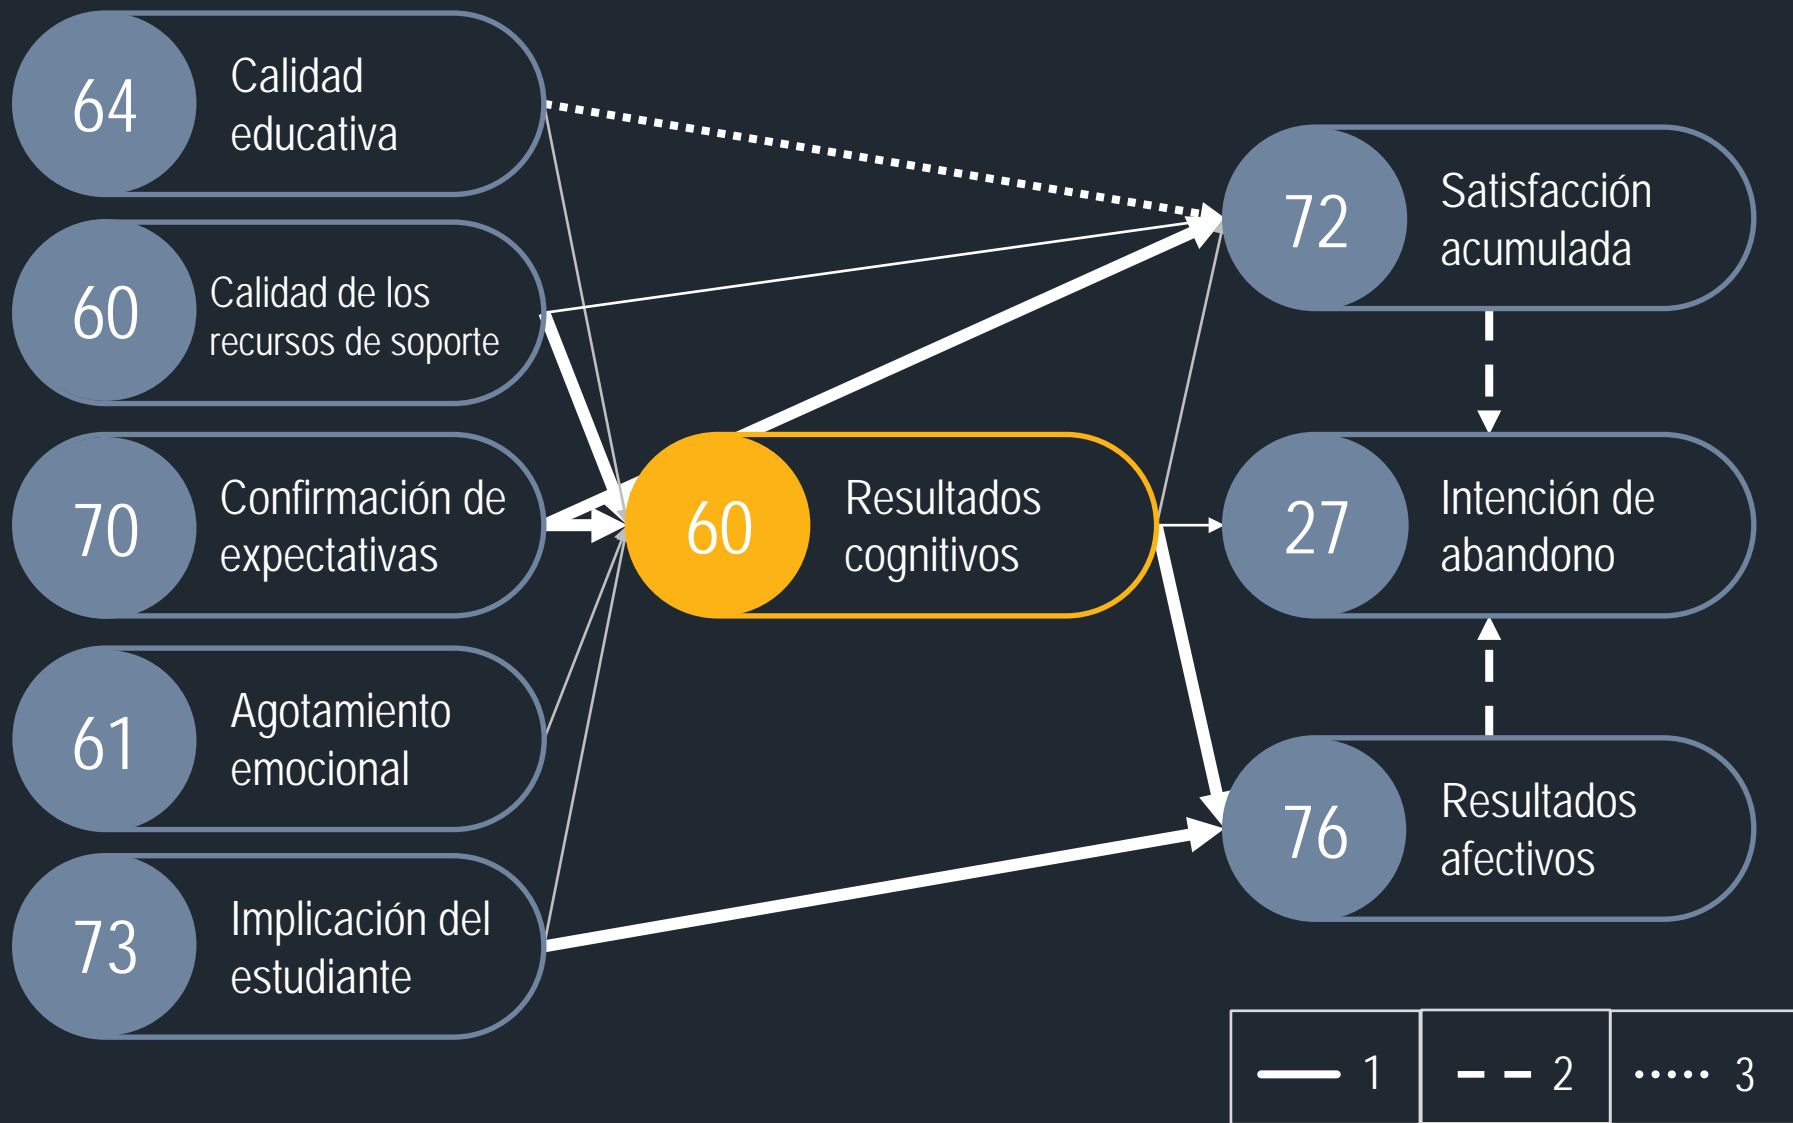 64
Calidad
educativa
60
Calidad de los
recursos de soporte
70
Confirmación de
expectativas
61
Agotamiento
emocional
73
Implicación del
estudiante
60
Resultados
cognitivos
72
Satisfacción
acumulada
27
Intención de
abandono
76
Resultados
afectivos
1
2
3